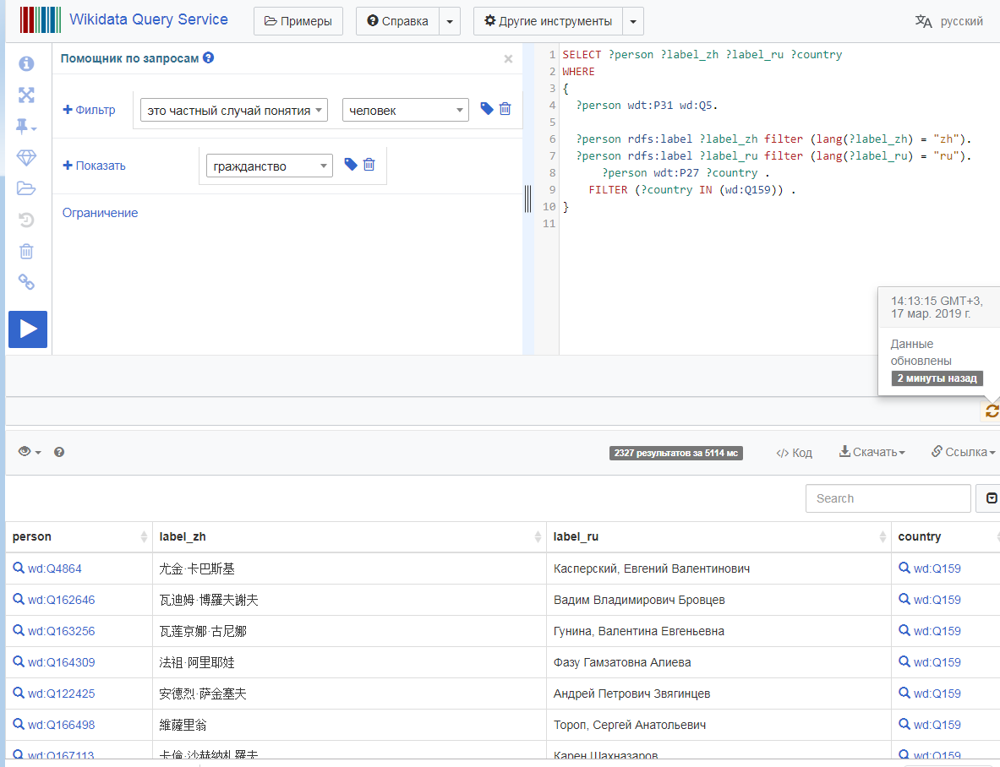 Wikidata Query Service
Примеры
Справка
Другие инструменты
русский
Помощник по запросам
Фильтр
это частный случай понятия
человек
Показать
гражданство
Ограничение
1 SELECT ?person ?label_zh ?label_ru ?country
2 WHERE
3 {
4 ?person wdt:P31 wd:Q5.
5
6 ?person rdfs:label ?label_zh filter (lang(?label_zh) = "zh").
7 ?person rdfs:label ?label_ru filter (lang(?label_ru) = "ru").
8 ?person wdt:P27 ?country .
9 FILTER (?country IN (wd:Q159)) .
10 }
11
14:13:15 GMT+3,
17 мар. 2019 г.
Данные
обновлены
2 минуты назад
2327 результатов за 5114 мс
</> Код
Скачать
Ссылка
Search
person label_zh label_ru country
wd:Q4864 尤金·卡巴斯基 Касперский, Евгений Валентинович wd:Q159
wd:Q162646 瓦迪姆·博羅夫謝夫 Вадим Владимирович Бровцев wd:Q159
wd:Q163256 瓦莲京娜·古尼娜 Гунина, Валентина Евгеньевна wd:Q159
wd:Q164309 法祖·阿里耶娃 Фазу Гамзатовна Алиева wd:Q159
wd:Q122425 安德烈·萨金塞夫 Андрей Петрович Звягинцев wd:Q159
wd:Q166498 維薩里翁 Тороп, Сергей Анатольевич wd:Q159
wd:Q167113 卡倫·沙赫納札羅夫 Карен Шахназаров wd:Q159